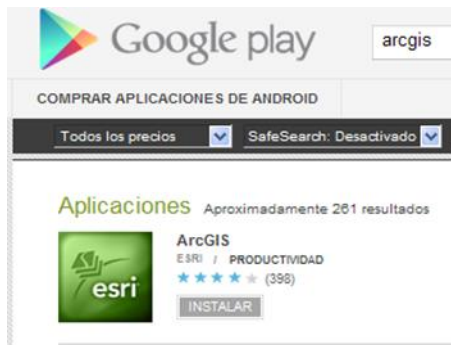 Google play
arcgis
COMPRAR APLICACIONES DE ANDROID
Todos los precios
SafeSearch: Desactivado
Aplicaciones Aproximadamente 261 resultados
esri
ArcGIS
ESRI / PRODUCTIVIDAD
(398)
INSTALAR